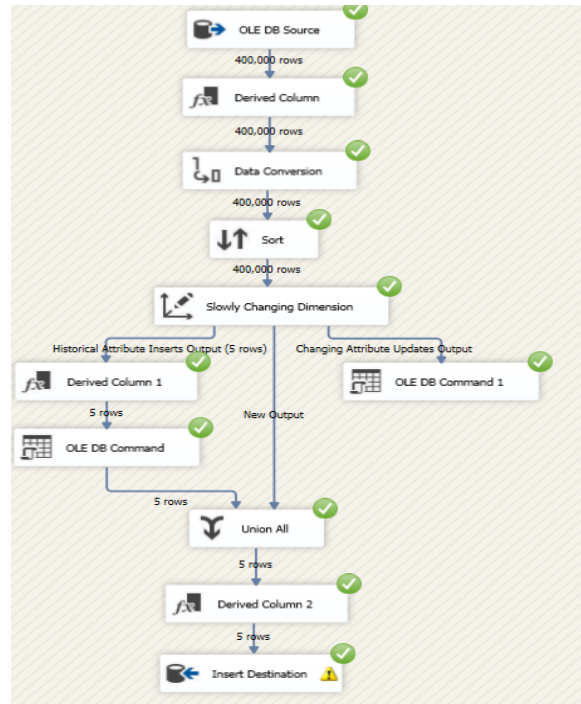 OLE DB Source
400,000 rows
Derived Column
400,000 rows
Data Conversion
400,000 rows
Sort
400,000 rows
Slowly Changing Dimension
Historical Attribute Inserts Output (5 rows)
Changing Attribute Updates Output
Derived Column 1
OLE DB Command 1
5 rows
New Output
OLE DB Command
5 rows
Union All
5 rows
Derived Column 2
5 rows
Insert Destination